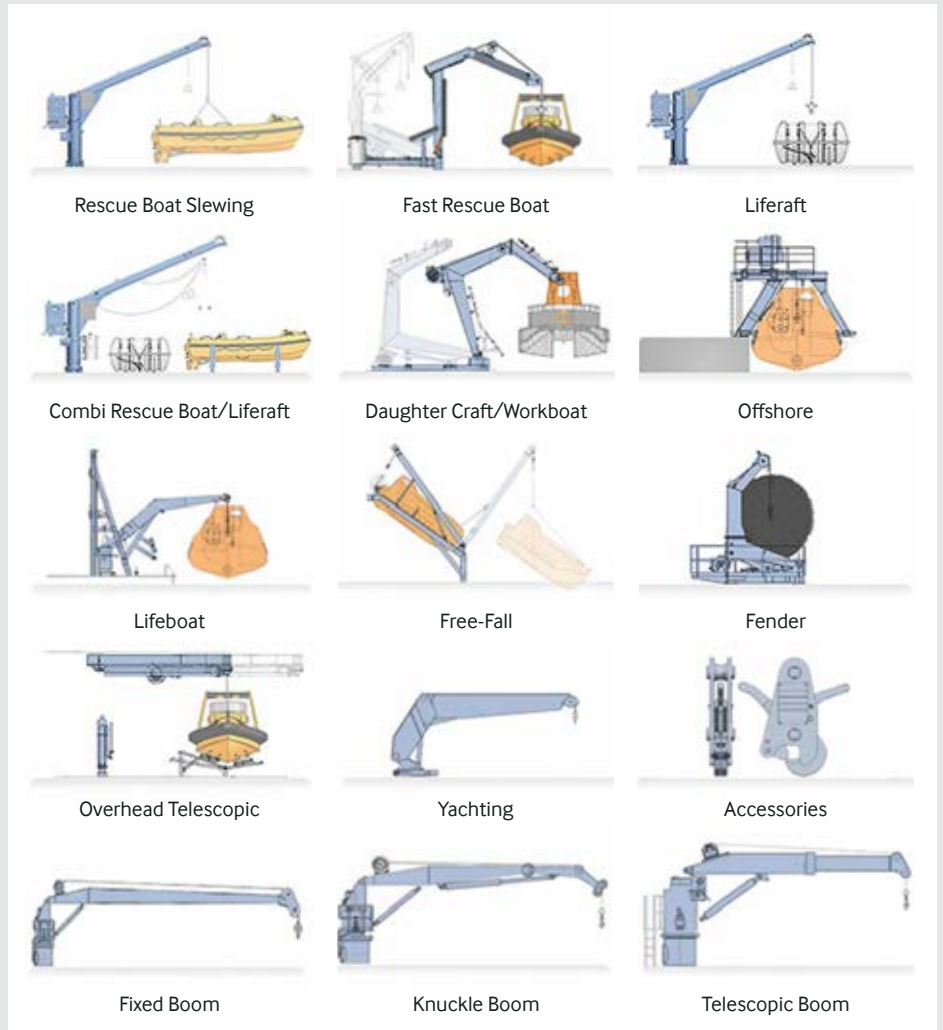 Rescue Boat Slewing
Fast Rescue Boat
Liferaft
Combi Rescue Boat/Liferaft
Daughter Craft/Workboat
Offshore
Lifeboat
Free-Fall
Fender
Overhead Telescopic
Yachting
Accessories
Fixed Boom
Knuckle Boom
Telescopic Boom